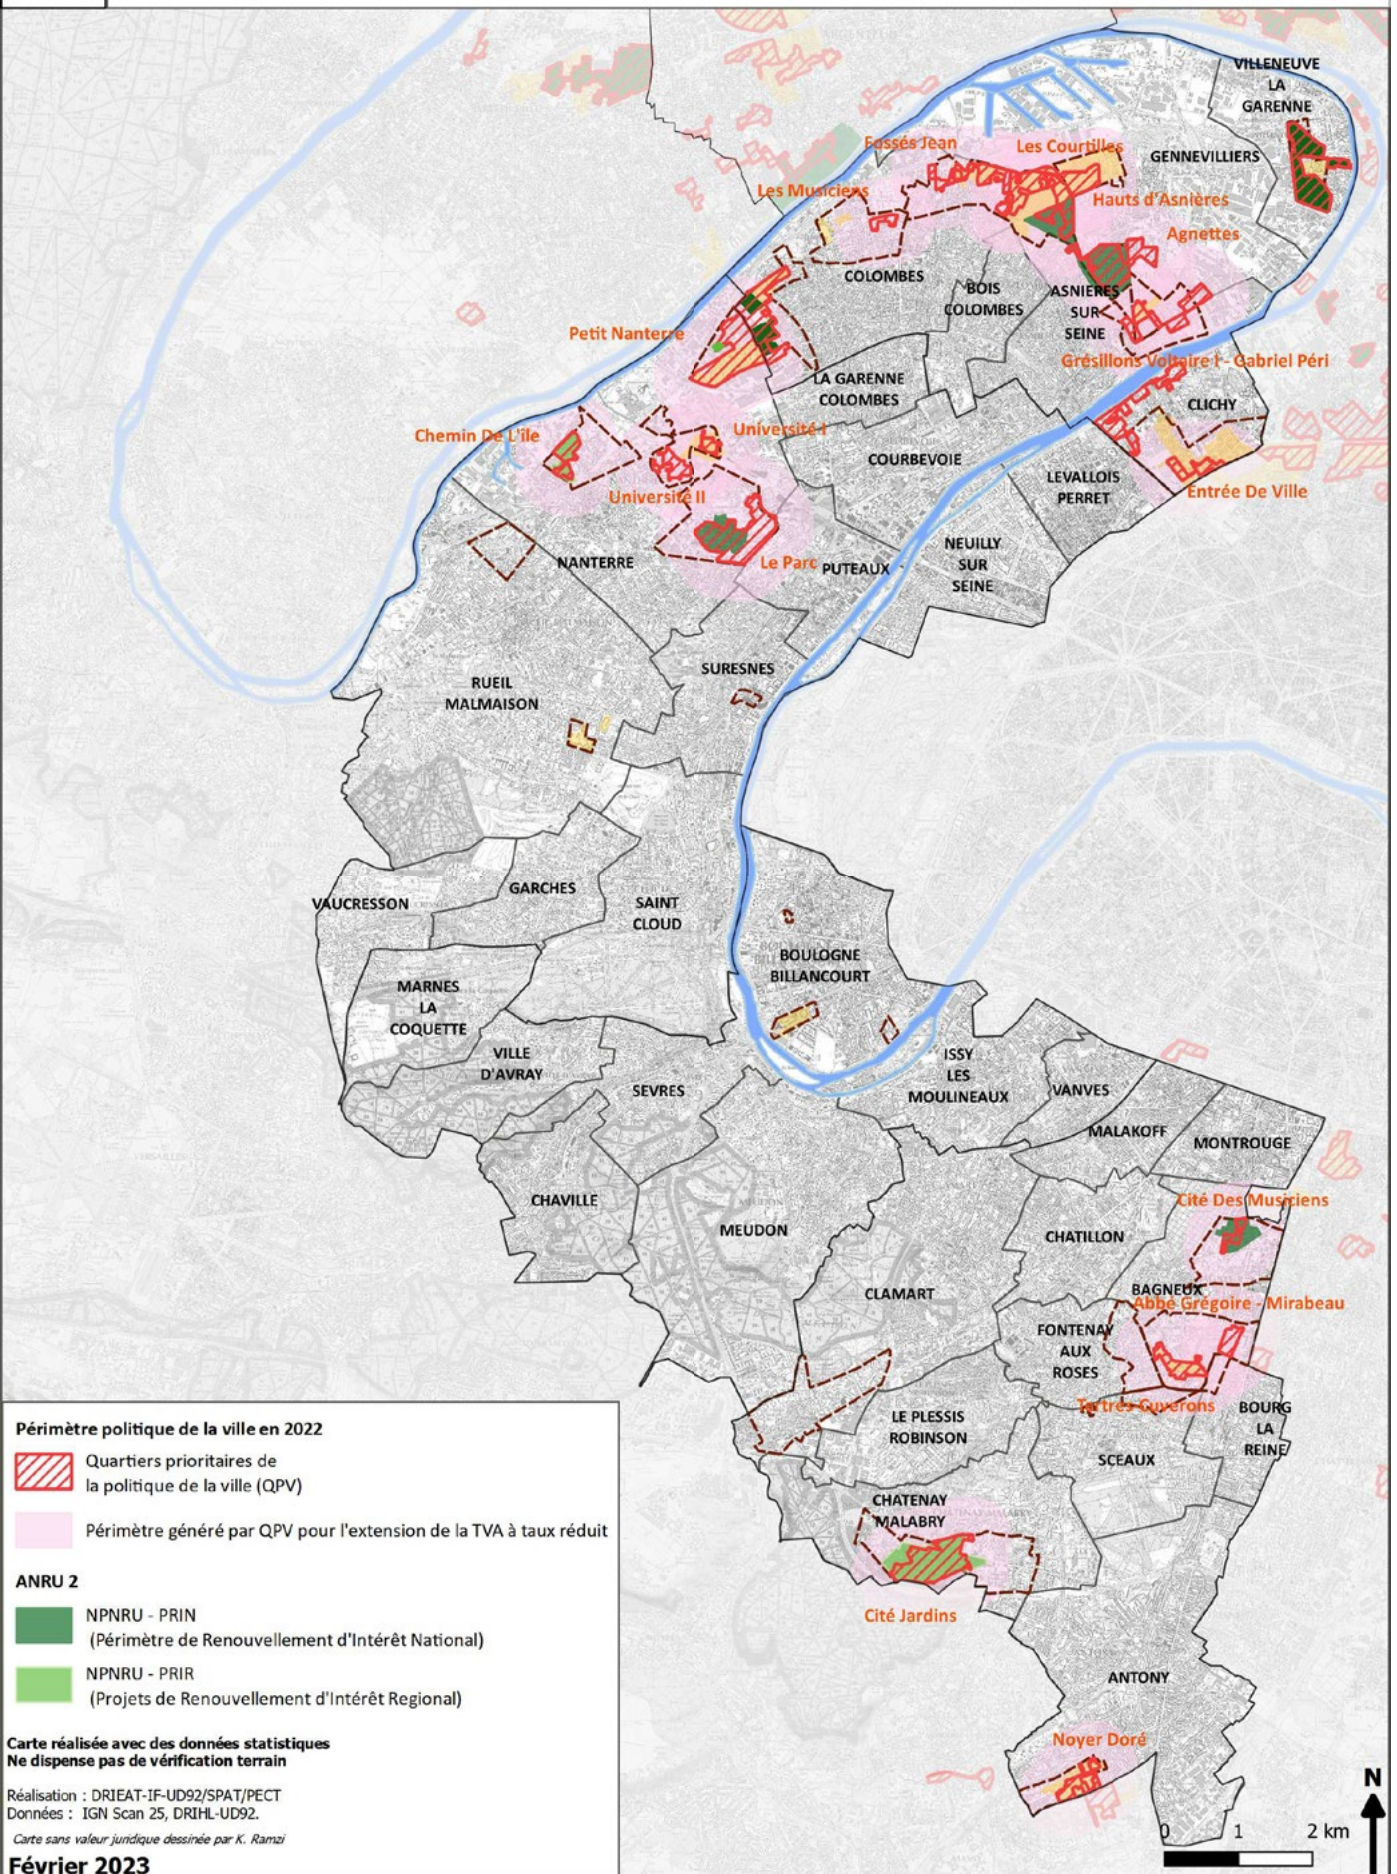 VILLENEUVE
LA
GARENNE
Fossés Jean
Les Courtilles
GENNEVILLIERS
Les Musiciens
Hauts d'Asnières
Agnettes
COLOMBES
BOIS
COLOMBES
ASNIERES
SUR
SEINE
Petit Nanterre
Grésillons Voltaire I - Gabriel Péri
LA GARENNE
COLOMBES
CLICHY
Chemin De L'île
Université I
COURBEVOIE
LEVALLOIS
PERRET
Entrée De Ville
Université II
NEUILLY
SUR
SEINE
NANTERRE
Le Parc
PUTEAUX
SURESNES
RUEIL
MALMAISON
GARCHES
VAUCRESSON
SAINT
CLOUD
BOULOGNE
BILLANCOURT
MARNES
LA
COQUETTE
VILLE
D'AVRAY
SEVRES
ISSY
LES
MOULINEAUX
VANVES
MALAKOFF
MONTROUGE
CHAVILLE
MEUDON
Cité Des Musiciens
CHATILLON
CLAMART
BAGNEUX
Abbé Grégoire - Mirabeau
FONTENAY
AUX
ROSES
Tertres Cuverons
BOURG
LA
REINE
LE PLESSIS
ROBINSON
SCEAUX
CHATENAY
MALABRY
Cité Jardins
ANTONY
Noyer Doré
Périmètre politique de la ville en 2022
Quartiers prioritaires de
la politique de la ville (QPV)
Périmètre généré par QPV pour l'extension de la TVA à taux réduit
ANRU 2
NPNRU - PRIN
(Périmètre de Renouvellement d'Intérêt National)
NPNRU - PRIR
(Projets de Renouvellement d'Intérêt Regional)
Carte réalisée avec des données statistiques
Ne dispense pas de vérification terrain
Réalisation : DRIEAT-IF-UD92/SPAT/PECT
Données : IGN Scan 25, DRIHL-UD92.
Carte sans valeur juridique dessinée par K. Ramzi
Février 2023
N
0 1 2 km